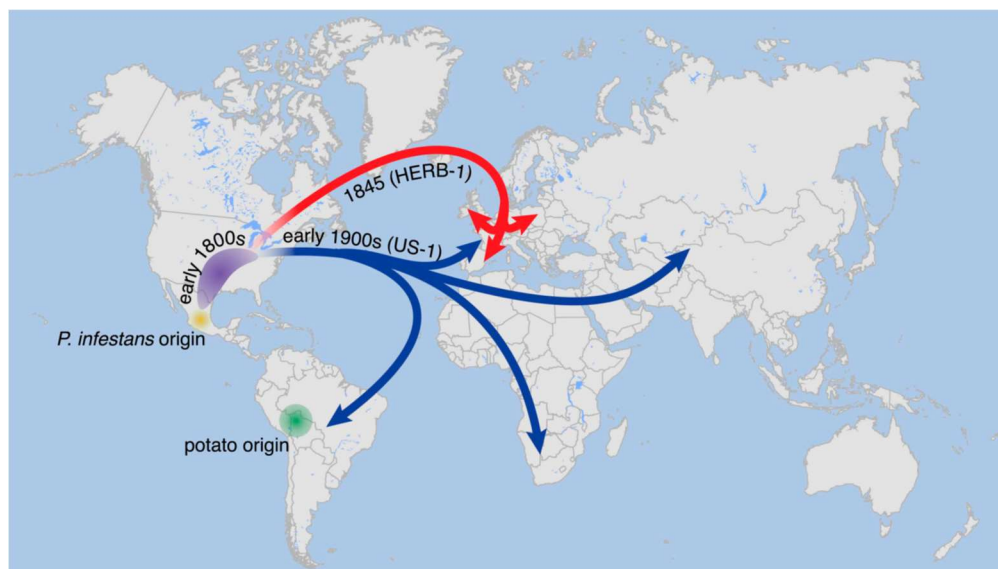 1845 (HERB-1)
early 1800s
early 1900s (US-1)
P. infestans origin
potato origin